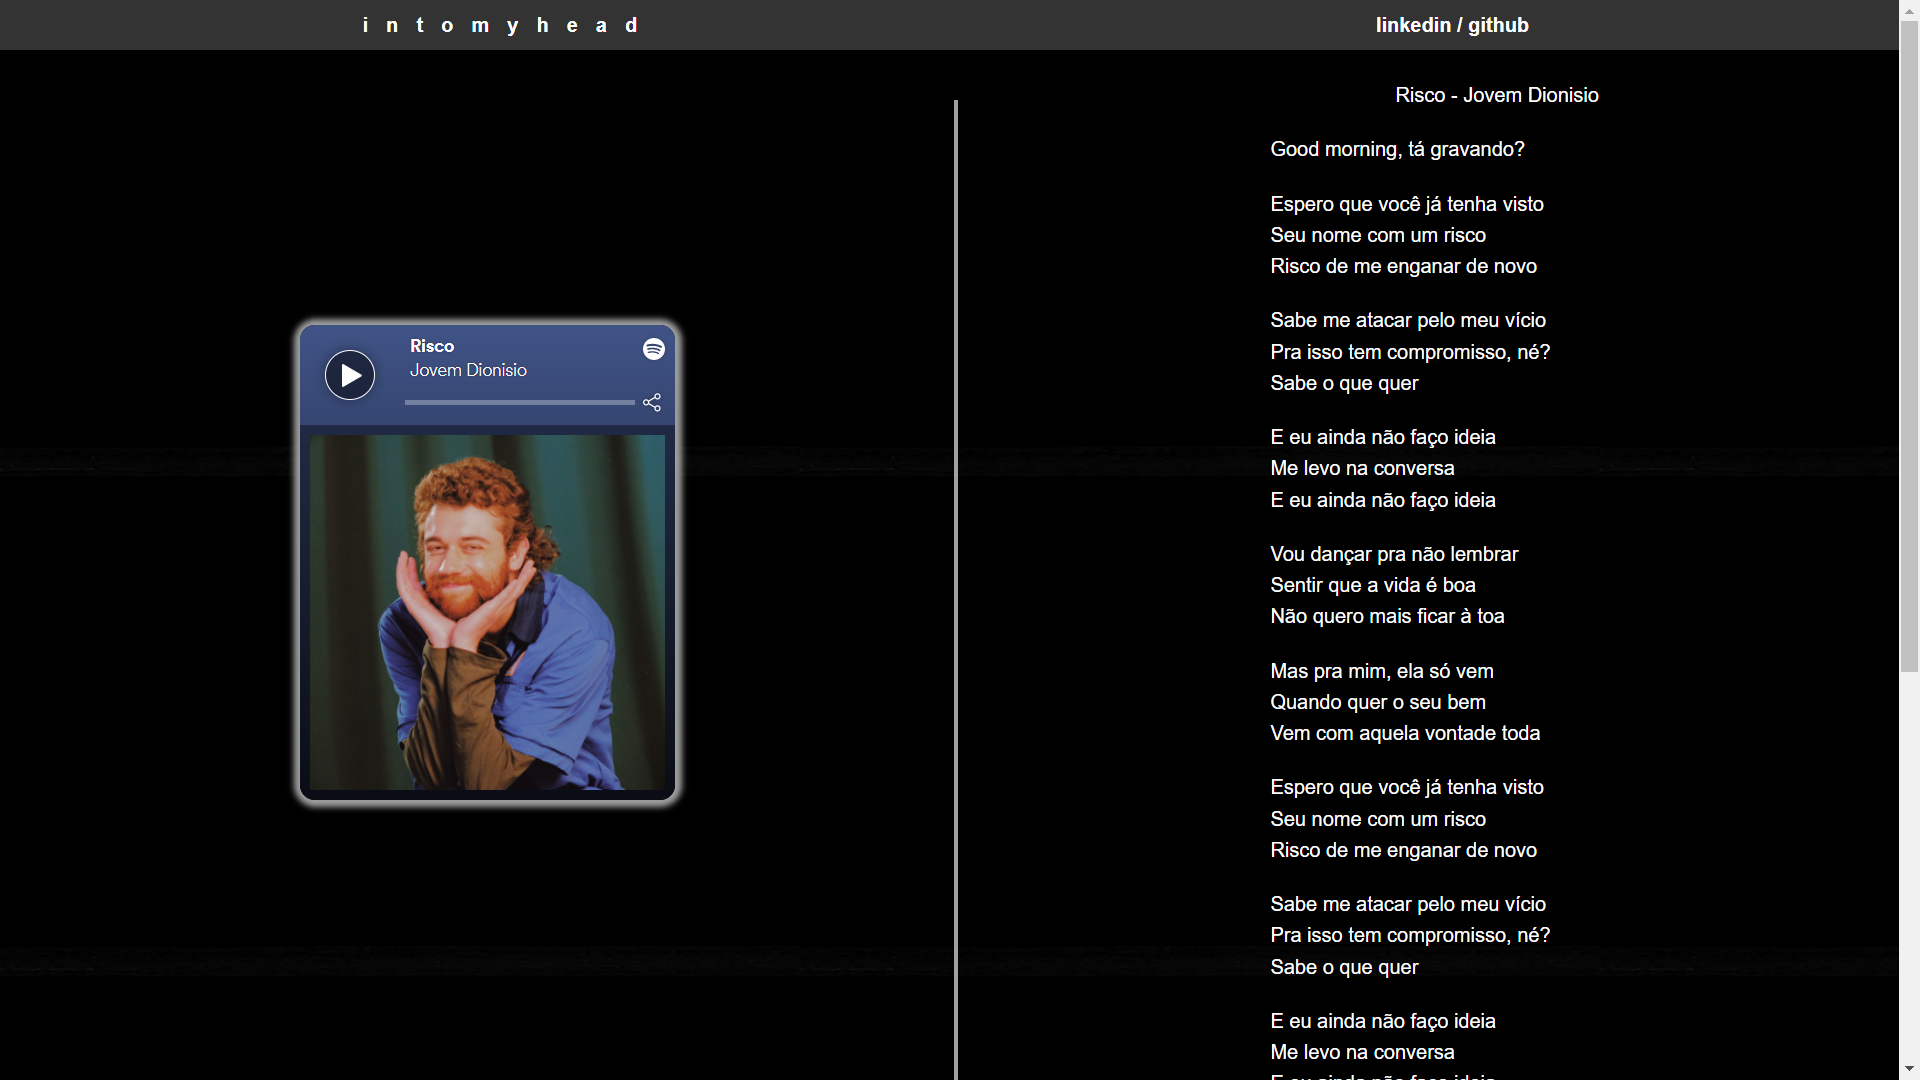 i n t o m y h e a d
linkedin / github
Risco
Jovem Dionisio
Risco - Jovem Dionisio
Good morning, tá gravando?
Espero que você já tenha visto
Seu nome com um risco
Risco de me enganar de novo
Sabe me atacar pelo meu vício
Pra isso tem compromisso, né?
Sabe o que quer
E eu ainda não faço ideia
Me levo na conversa
E eu ainda não faço ideia
Vou dançar pra não lembrar
Sentir que a vida é boa
Não quero mais ficar à toa
Mas pra mim, ela só vem
Quando quer o seu bem
Vem com aquela vontade toda
Espero que você já tenha visto
Seu nome com um risco
Risco de me enganar de novo
Sabe me atacar pelo meu vício
Pra isso tem compromisso, né?
Sabe o que quer
E eu ainda não faço ideia
Me levo na conversa
E eu ainda não faço ideia